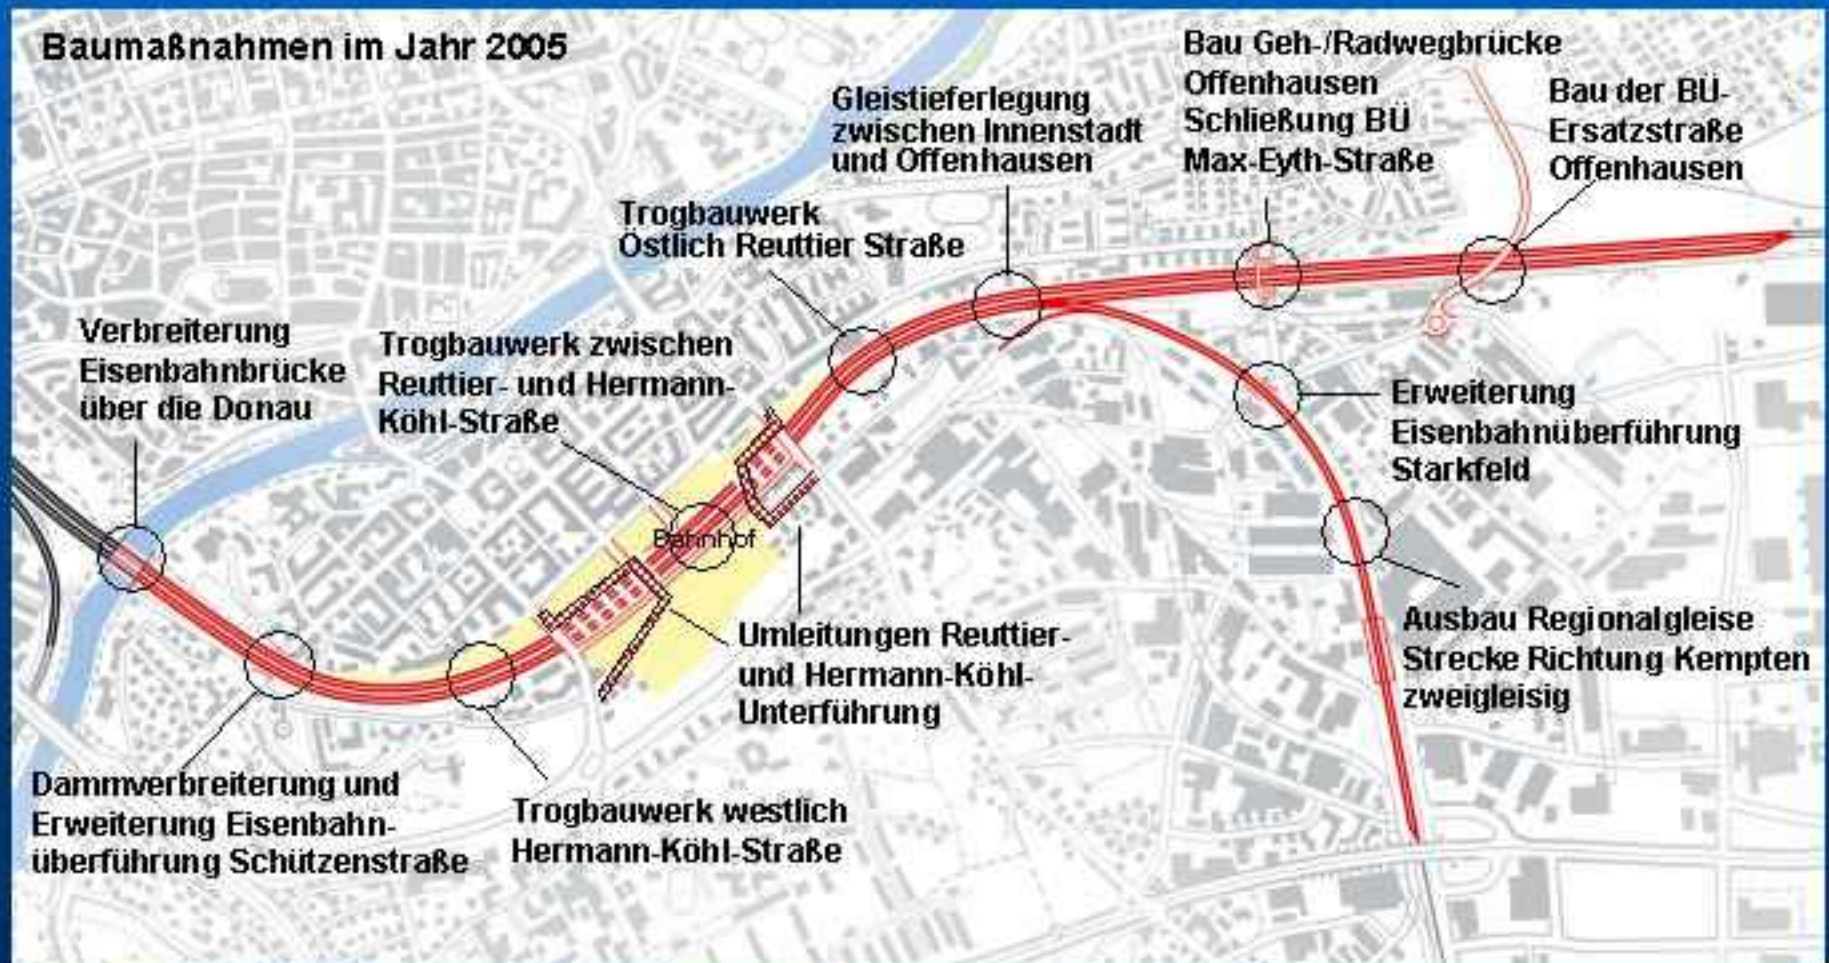 Baumaßnahmen im Jahr 2005
Bau Geh-/Radwegbrücke
Offenhausen
Schließung BÜ
Max-Eyth-Straße
Bau der BÜ-
Ersatzstraße
Offenhausen
Gleistieferlegung
zwischen Innenstadt
und Offenhausen
Trogbauwerk
Östlich Reuttier Straße
Verbreiterung
Eisenbahnbrücke
über die Donau
Trogbauwerk zwischen
Reuttier- und Hermann-
Köhl-Straße
Erweiterung
Eisenbahnüberführung
Starkfeld
Bahnhof
Ausbau Regionalgleise
Strecke Richtung Kempten
zweigleisig
Umleitungen Reuttier-
und Hermann-Köhl-
Unterführung
Dammverbreiterung und
Erweiterung Eisenbahn-
überführung Schützenstraße
Trogbauwerk westlich
Hermann-Köhl-Straße